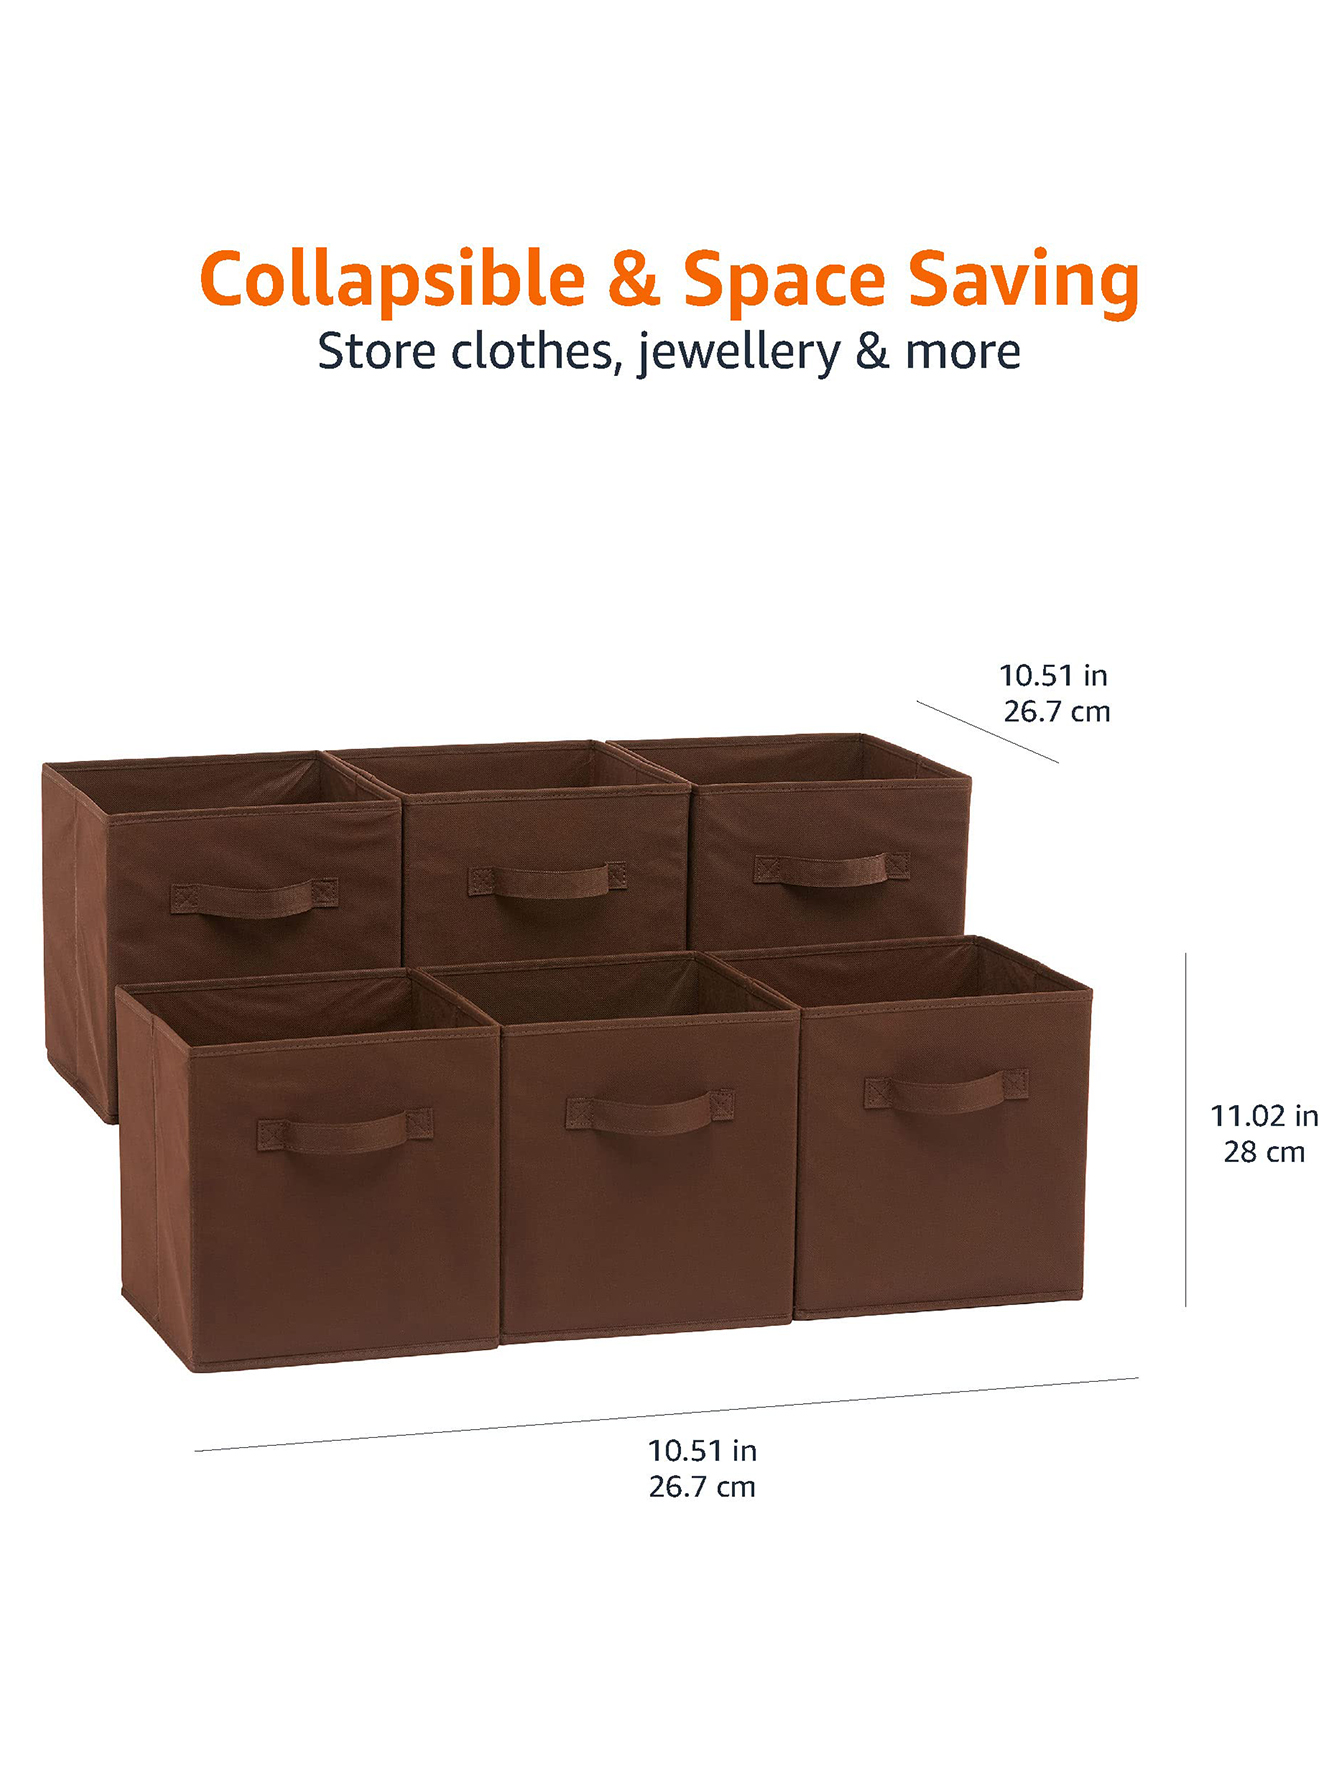 Collapsible & Space Saving
Store clothes, jewellery & more
10.51 in
26.7 cm
11.02 in
28 cm
10.51 in
26.7 cm